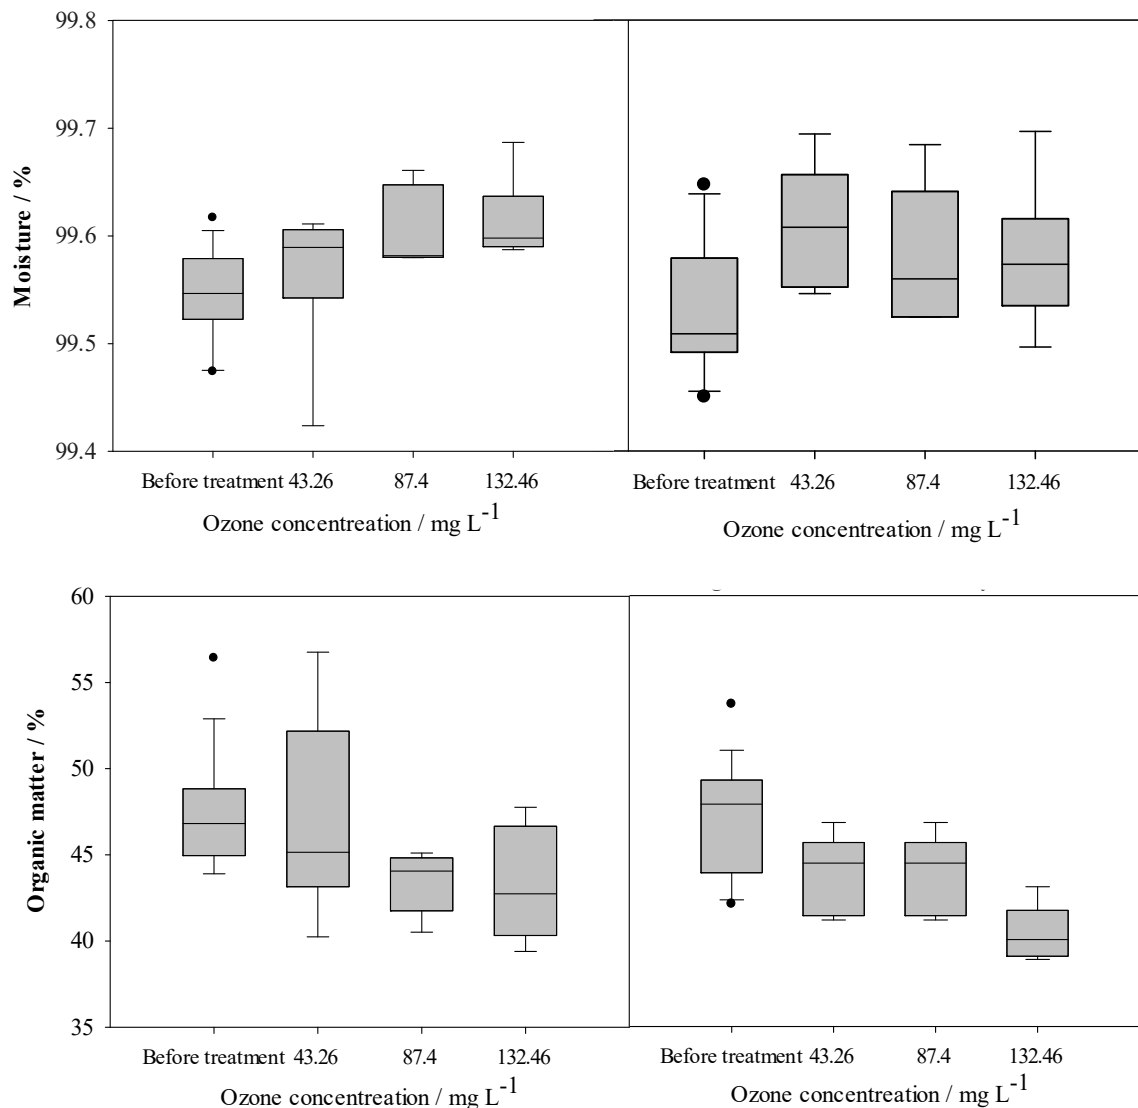 99.8
99.7
99.6
99.5
99.4
Moisture / %
Before treatment 43.26 87.4 132.46
Ozone concentreation / mg L-1
Before treatment 43.26 87.4 132.46
Ozone concentreation / mg L-1
60
55
50
45
40
35
Organic matter / %
Before treatment 43.26 87.4 132.46
Ozone concentration / mg L-1
Before treatment 43.26 87.4 132.46
Ozone concentration / mg L-1